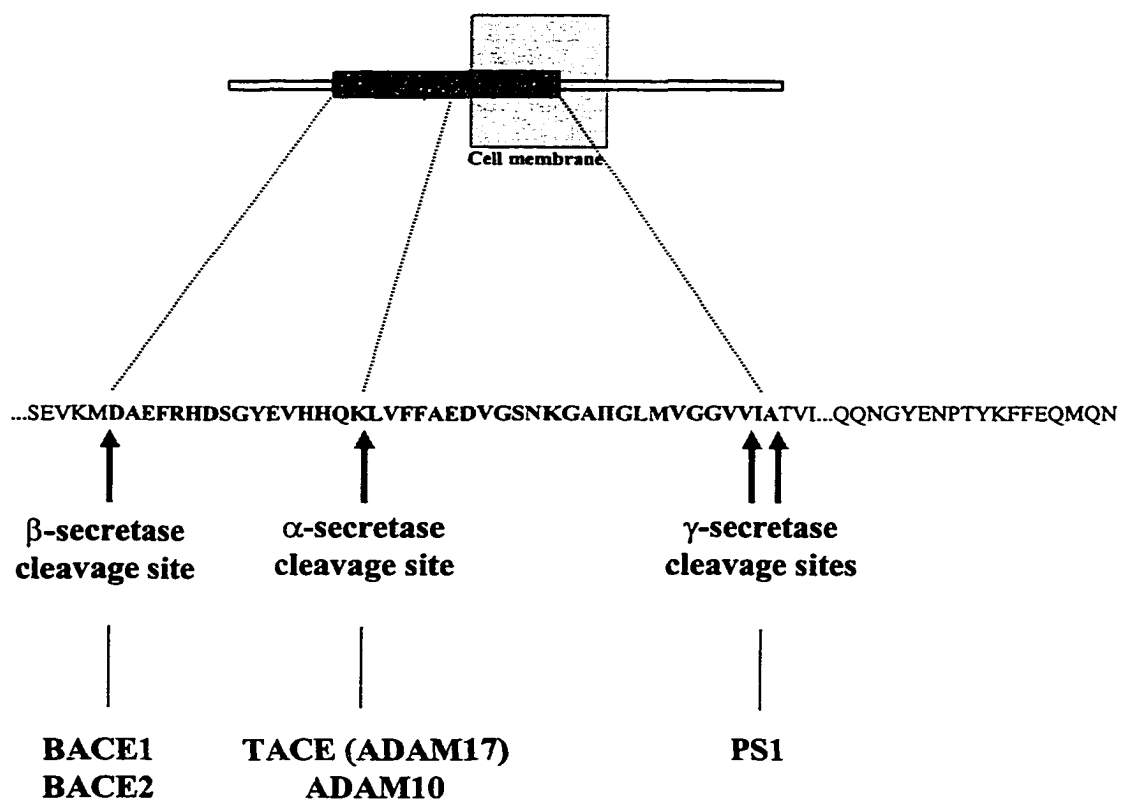 Cell membrane
...SEVKMDAEFRHDSGYEVHHQKLVFFAEDVGSNKGAIIGLMVGGVVIATVI...QQNGYENPTYKFFEQMQN
β-secretase
cleavage site
α-secretase
cleavage site
γ-secretase
cleavage sites
BACE1
BACE2
TACE (ADAM17)
ADAM10
PS1